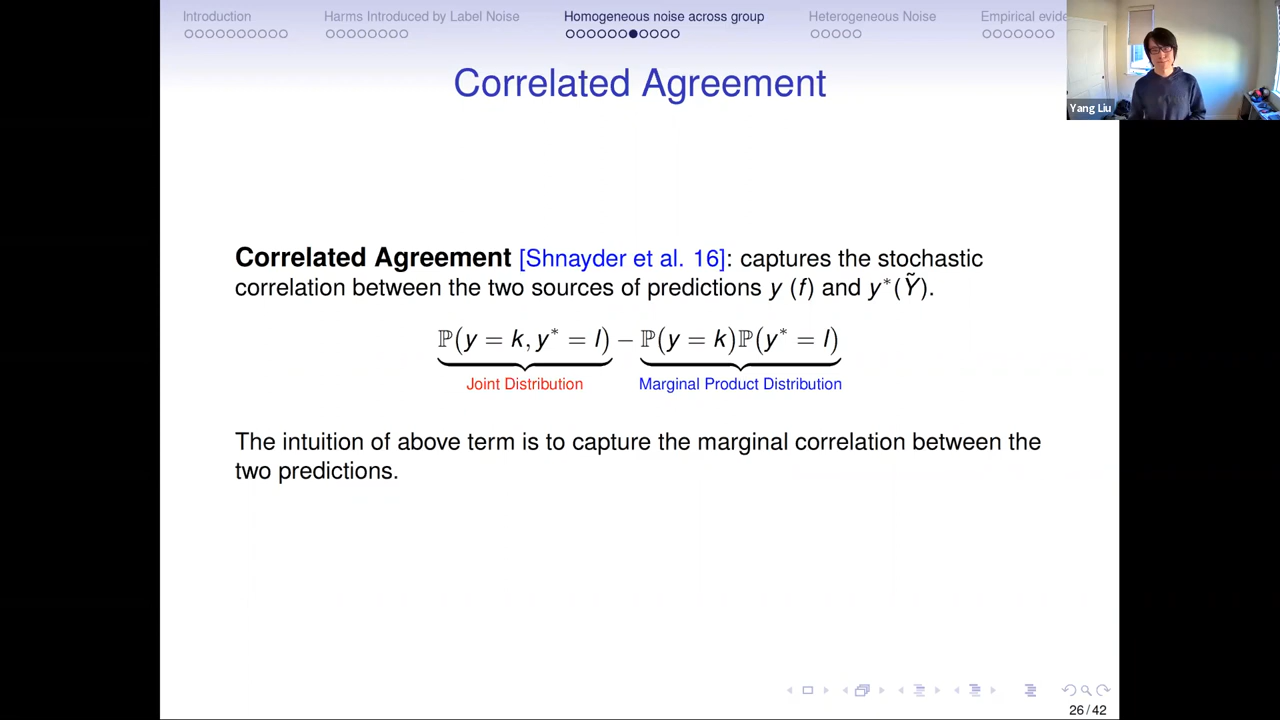 Introduction Harms Introduced by Label Noise Homogeneous noise across group Heterogeneous Noise Empirical evide
Yang Liu
Correlated Agreement
Correlated Agreement [Shnayder et al. 16]: captures the stochastic
correlation between the two sources of predictions y (f) and y*(Ỹ).
ℙ(y = k, y* = l) − ℙ(y = k)ℙ(y* = l)
Joint Distribution Marginal Product Distribution
The intuition of above term is to capture the marginal correlation between the
two predictions.
26 / 42